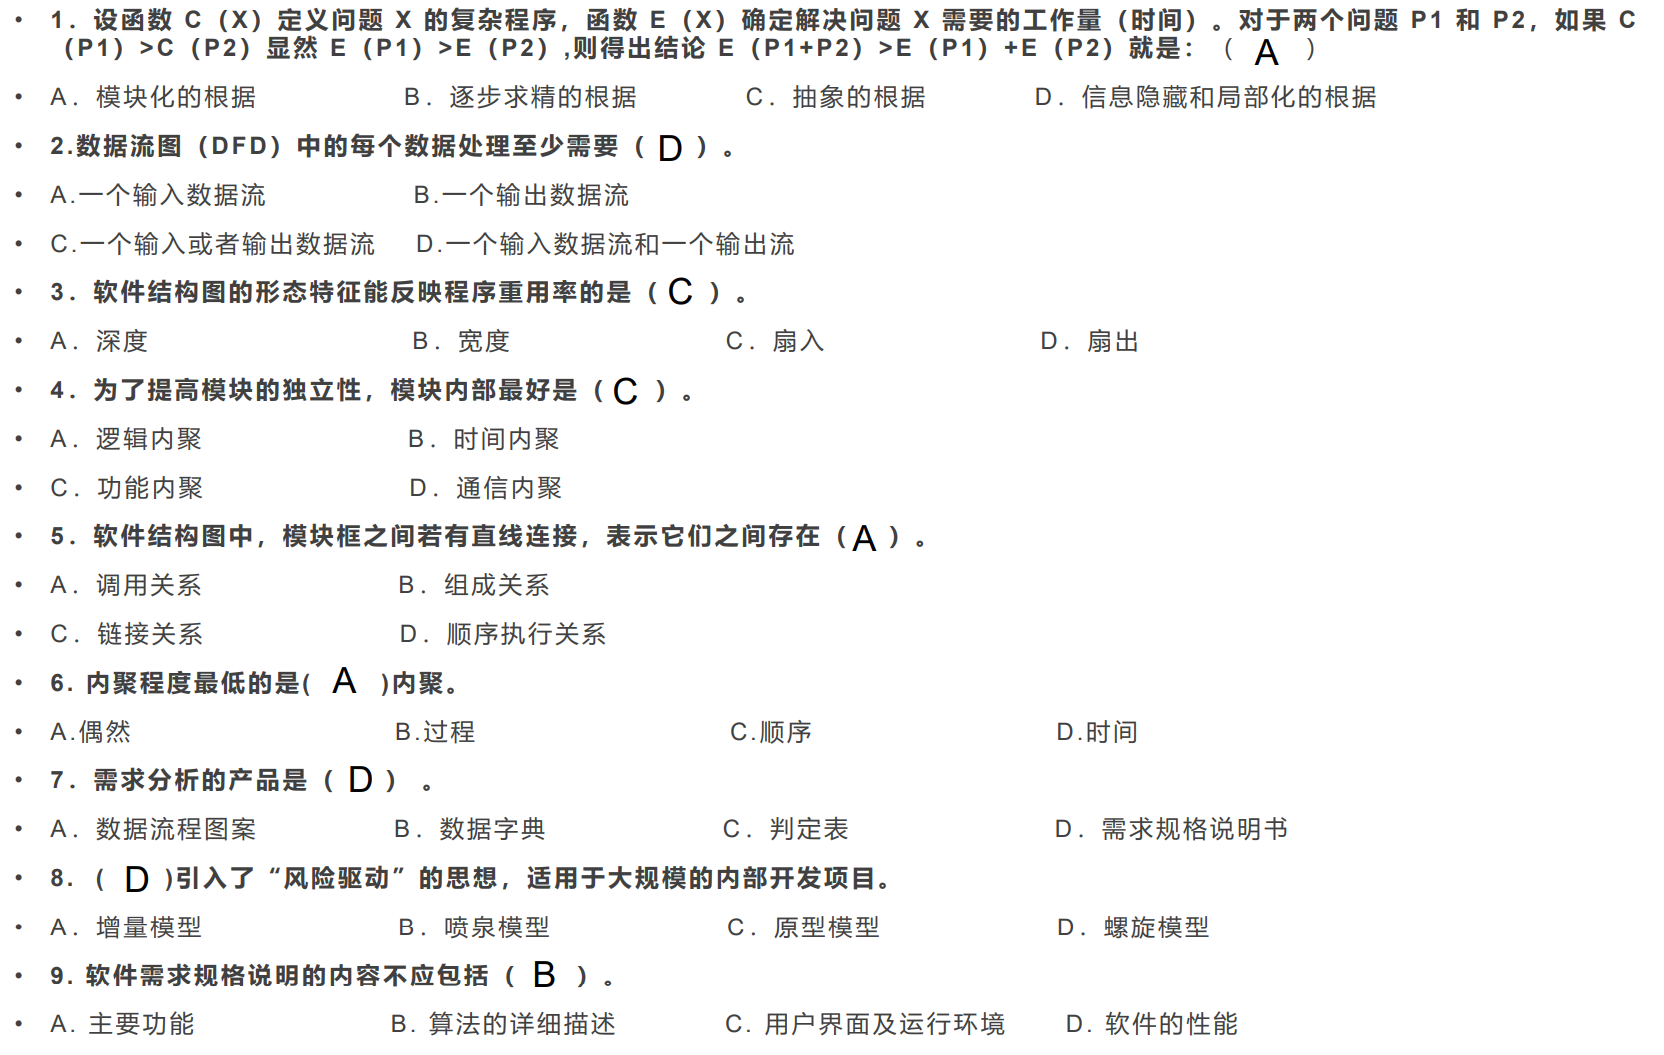 • 1. 设函数 C（X）定义问题 X 的复杂程序，函数 E（X）确定解决问题 X 需要的工作量（时间）。对于两个问题 P1 和 P2，如果 C
（P1）>C（P2）显然 E（P1）>E（P2）,则得出结论 E（P1+P2）>E（P1）+E（P2）就是：（ A ）
• A. 模块化的根据 B. 逐步求精的根据 C. 抽象的根据 D. 信息隐藏和局部化的根据
• 2.数据流图（DFD）中的每个数据处理至少需要（ D ）。
• A.一个输入数据流 B.一个输出数据流
• C.一个输入或者输出数据流 D.一个输入数据流和一个输出流
• 3. 软件结构图的形态特征能反映程序重用率的是（ C ）。
• A. 深度 B. 宽度 C. 扇入 D. 扇出
• 4. 为了提高模块的独立性，模块内部最好是（ C ）。
• A. 逻辑内聚 B. 时间内聚
• C. 功能内聚 D. 通信内聚
• 5. 软件结构图中，模块框之间若有直线连接，表示它们之间存在（ A ）。
• A. 调用关系 B. 组成关系
• C. 链接关系 D. 顺序执行关系
• 6. 内聚程度最低的是( A )内聚。
• A.偶然 B.过程 C.顺序 D.时间
• 7. 需求分析的产品是（ D ） 。
• A. 数据流程图案 B. 数据字典 C. 判定表 D. 需求规格说明书
• 8. ( D )引入了“风险驱动”的思想，适用于大规模的内部开发项目。
• A. 增量模型 B. 喷泉模型 C. 原型模型 D. 螺旋模型
• 9. 软件需求规格说明的内容不应包括（ B ）。
• A. 主要功能 B. 算法的详细描述 C. 用户界面及运行环境 D. 软件的性能